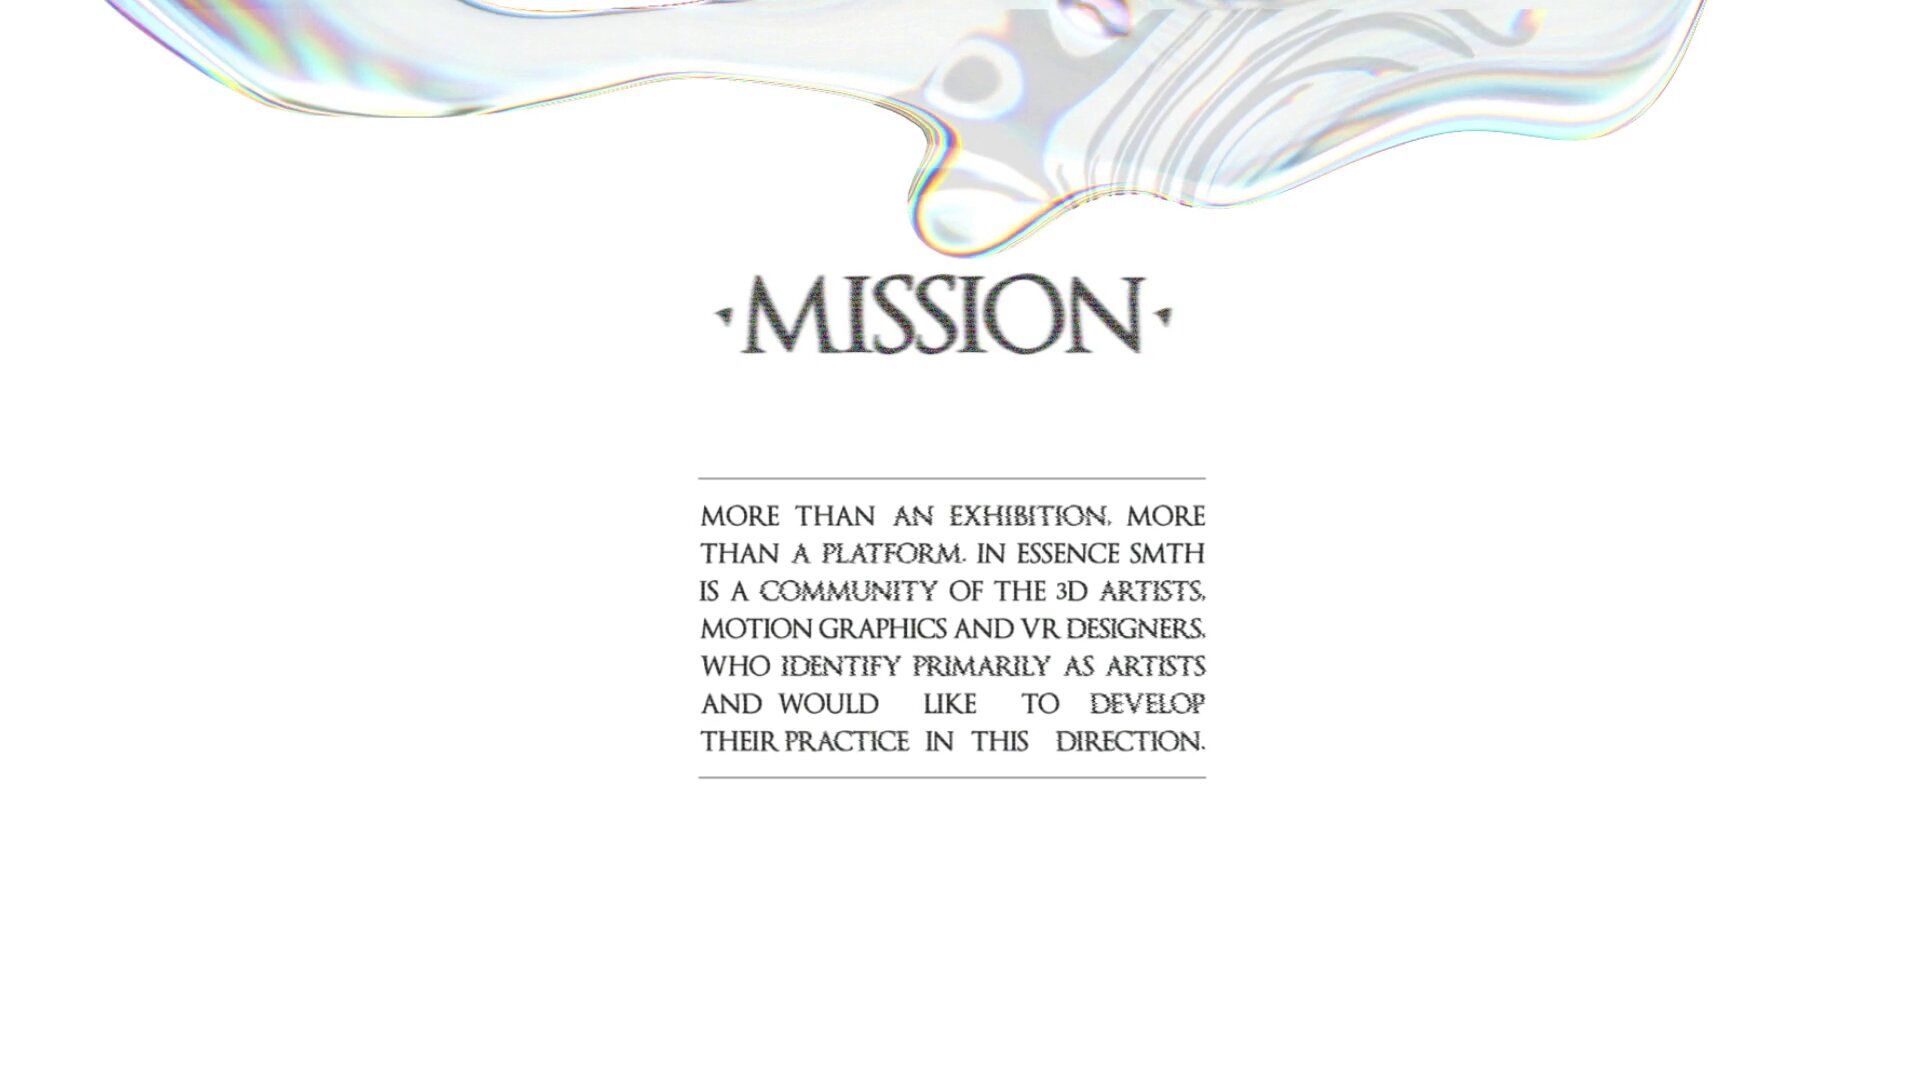 ·MISSION·
MORE THAN AN EXHIBITION, MORE
THAN A PLATFORM. IN ESSENCE SMTH
IS A COMMUNITY OF THE 3D ARTISTS,
MOTION GRAPHICS AND VR DESIGNERS,
WHO IDENTIFY PRIMARILY AS ARTISTS
AND WOULD LIKE TO DEVELOP
THEIR PRACTICE IN THIS DIRECTION.